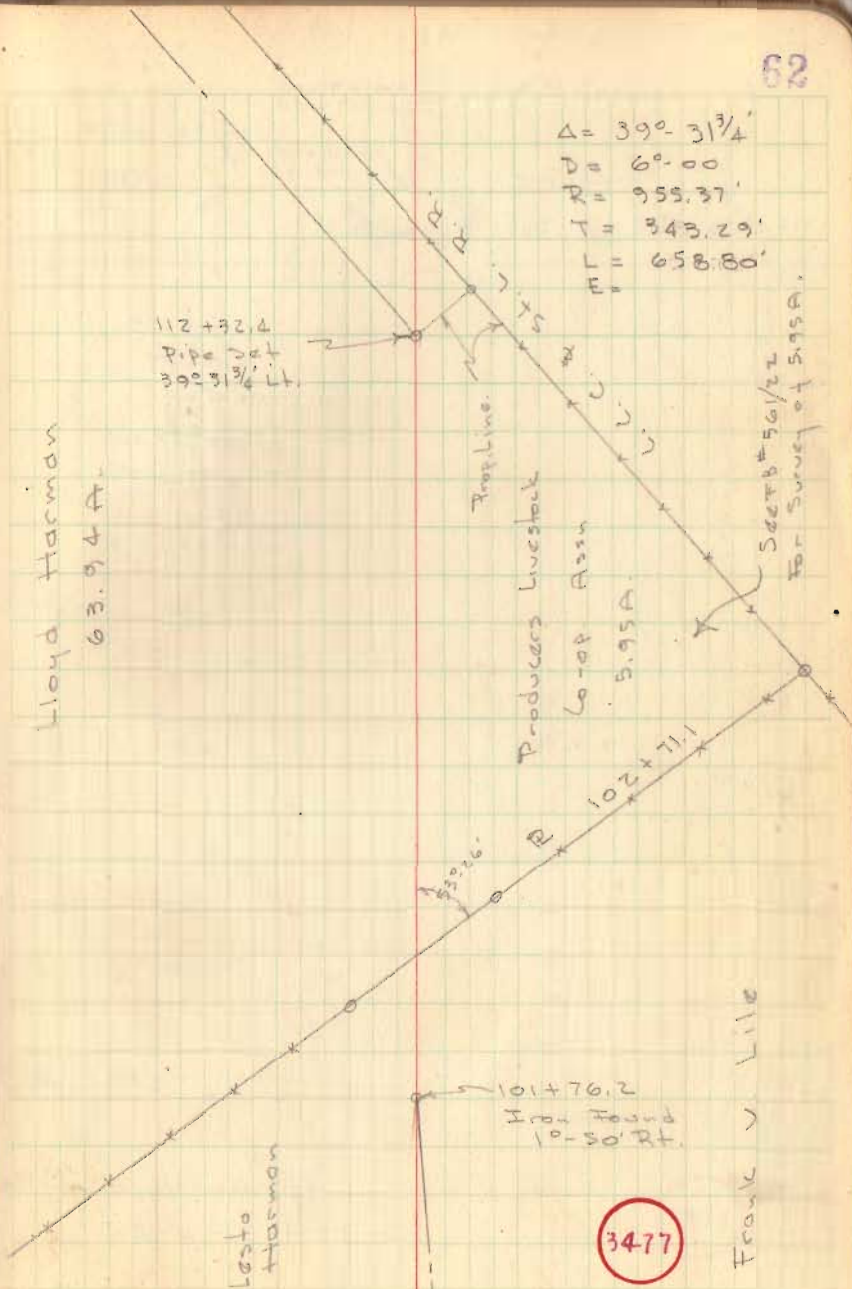 62
Δ = 39°-31 3/4'
D = 6°-00
R = 955.37'
T = 343.29'
L = 658.80'
E =
112 + 32.4
Pipe Set
39°-31 3/4' Lt.
Lloyd Harmon
63.94 A.
Prop. Line.
Producers Livestock
Co-op Assn
5.95 A.
See FB # 561/22
For Survey of 5.95 A.
102 + 71.1
53°-26'
101 + 76.2
Iron Found
1°-50' Rt.
Harmon
Frank V. Lile
3477